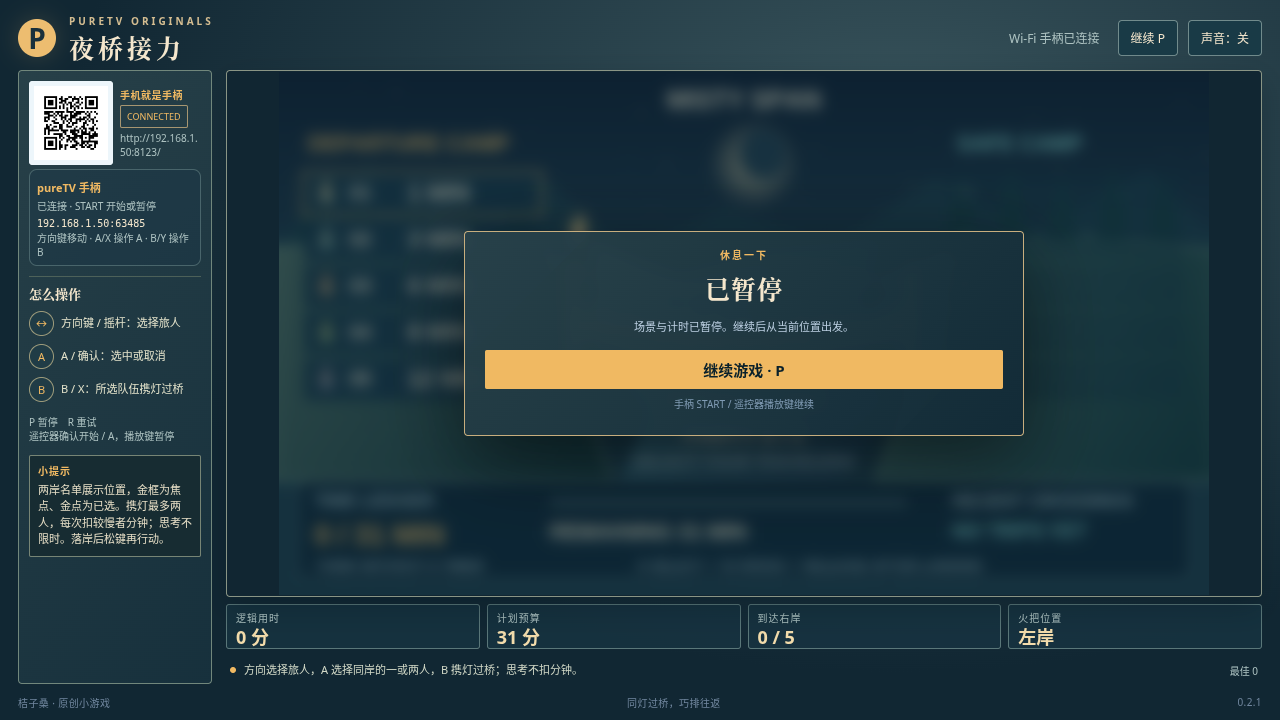 P
PURETV ORIGINALS
夜桥接力
Wi-Fi 手柄已连接
继续 P
声音：关
手机就是手柄
CONNECTED
http://192.168.1.
50:8123/
pureTV 手柄
已连接 · START 开始或暂停
192.168.1.50:63485
方向键移动 · A/X 操作 A · B/Y 操作
B
怎么操作
↔ 方向键 / 摇杆：选择旅人
A A / 确认：选中或取消
B B / X：所选队伍携灯过桥
P 暂停 R 重试
遥控器确认开始 / A，播放键暂停
小提示
两岸名单展示位置，金框为焦
点、金点为已选。携灯最多两
人，每次扣较慢者分钟；思考不
限时。落岸后松键再行动。
休息一下
已暂停
场景与计时已暂停。继续后从当前位置出发。
继续游戏 · P
手柄 START / 遥控器播放键继续
逻辑用时
0 分
计划预算
31 分
到达右岸
0 / 5
火把位置
左岸
方向选择旅人，A 选择同岸的一或两人，B 携灯过桥；思考不扣分钟。
最佳 0
桔子桑 · 原创小游戏
同灯过桥，巧排往返
0.2.1